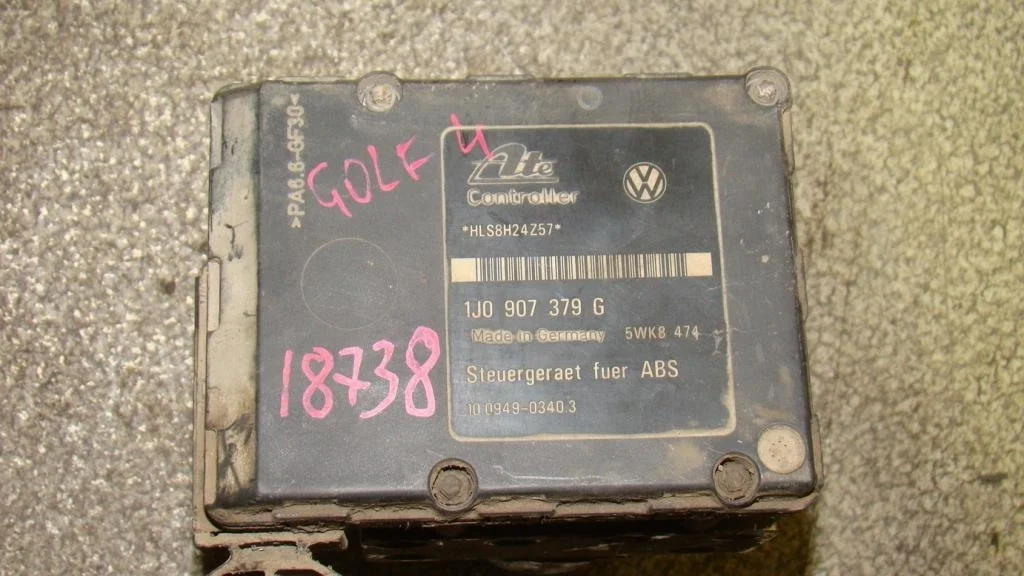 >PA6.6-GF30<
GOLF 4
18738
Ate
Controller
*HLS8H24Z57*
1J0 907 379 G
Made in Germany 5WK8 474
Steuergeraet fuer ABS
10.0949-0340.3